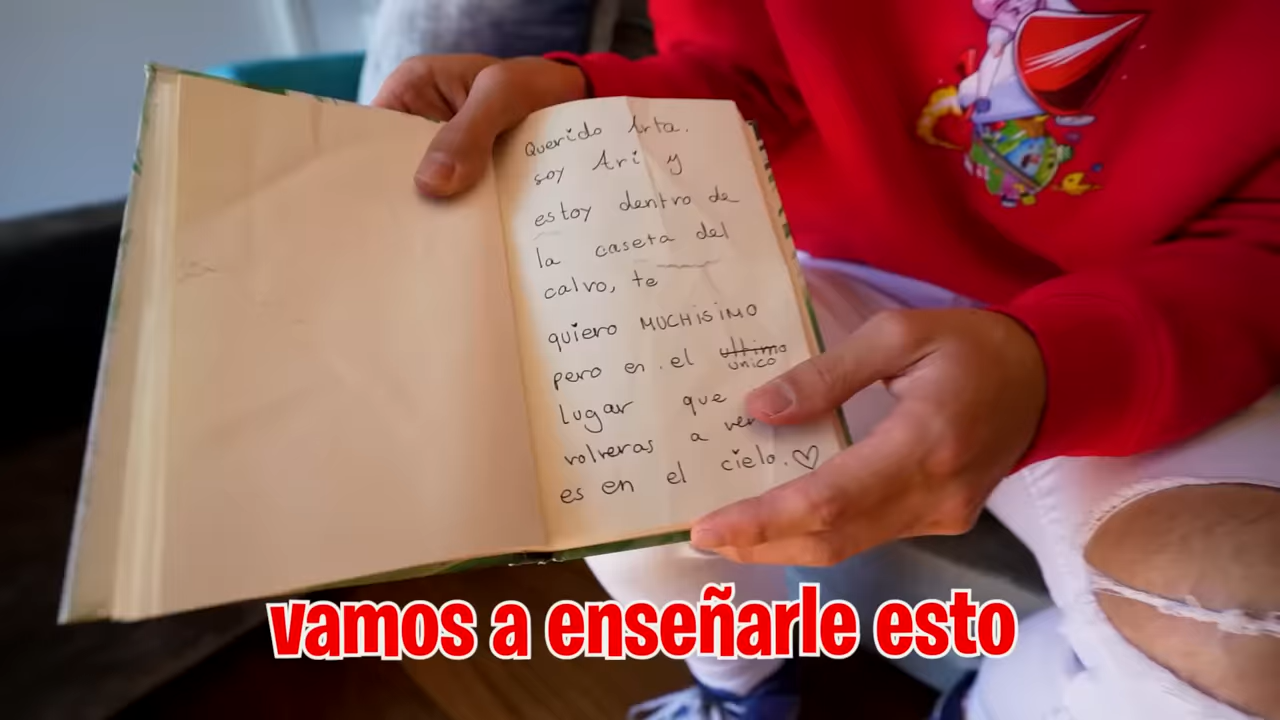 Querido Arta.
soy Ari y
estoy dentro de
la caseta del
calvo, te
quiero MUCHISIMO
pero en el ultimo
unico
lugar que
volveras a
es en el cielo.♡
vamos a enseñarle esto